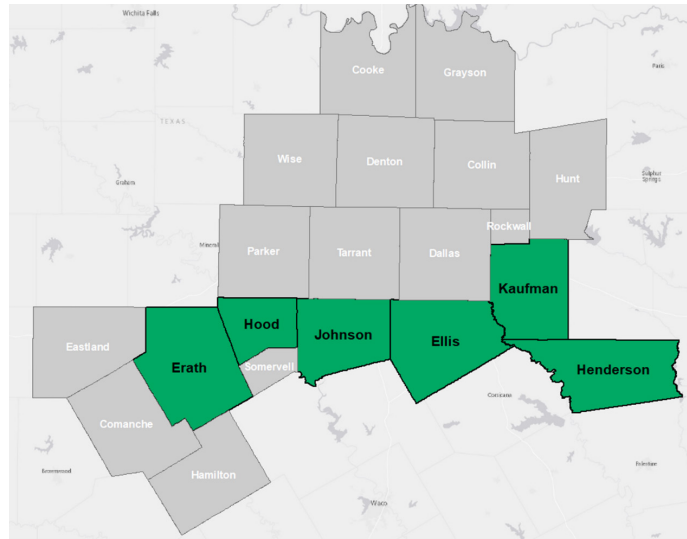 Wichita Falls
Cooke
Grayson
Paris
TEXAS
Wise
Denton
Collin
Hunt
Graham
Sulphur
Springs
Rockwall
Parker
Tarrant
Dallas
Mineral
Kaufman
Hood
Johnson
Ellis
Eastland
Erath
Somervell
Henderson
Corsicana
Comanche
Brownwood
Hamilton
Palestine
Waco